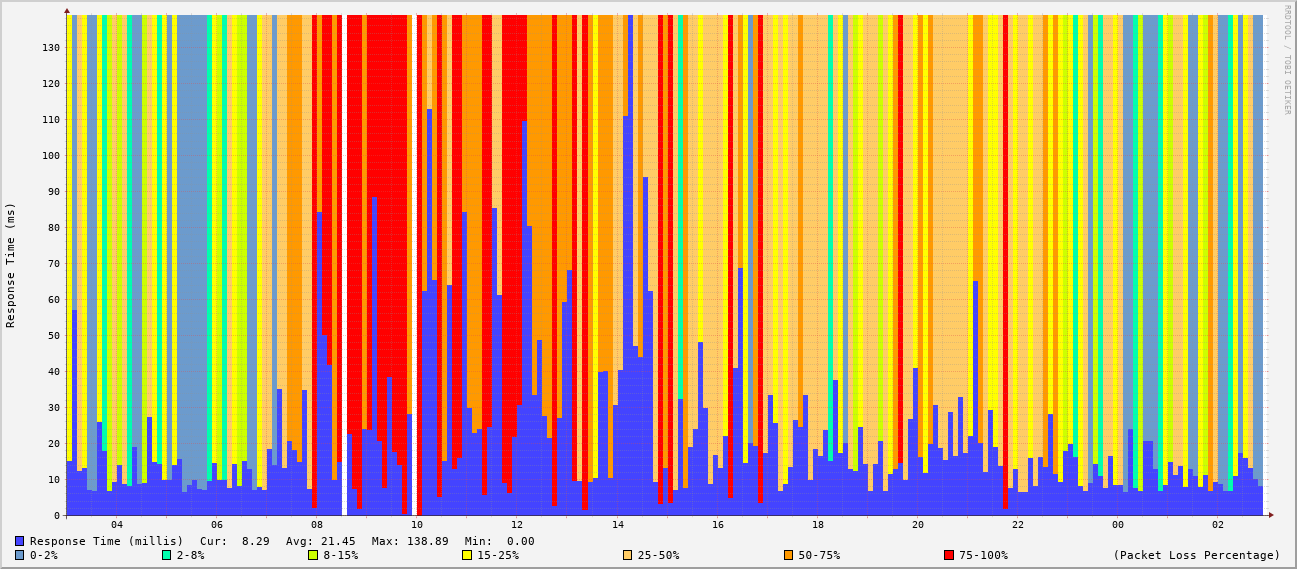 RRDTOOL / TOBI OETIKER
Response Time (ms)
130
120
110
100
90
80
70
60
50
40
30
20
10
0
04 06 08 10 12 14 16 18 20 22 00 02
Response Time (millis) Cur: 8.29 Avg: 21.45 Max: 138.89 Min: 0.00
0-2% 2-8% 8-15% 15-25% 25-50% 50-75% 75-100% (Packet Loss Percentage)